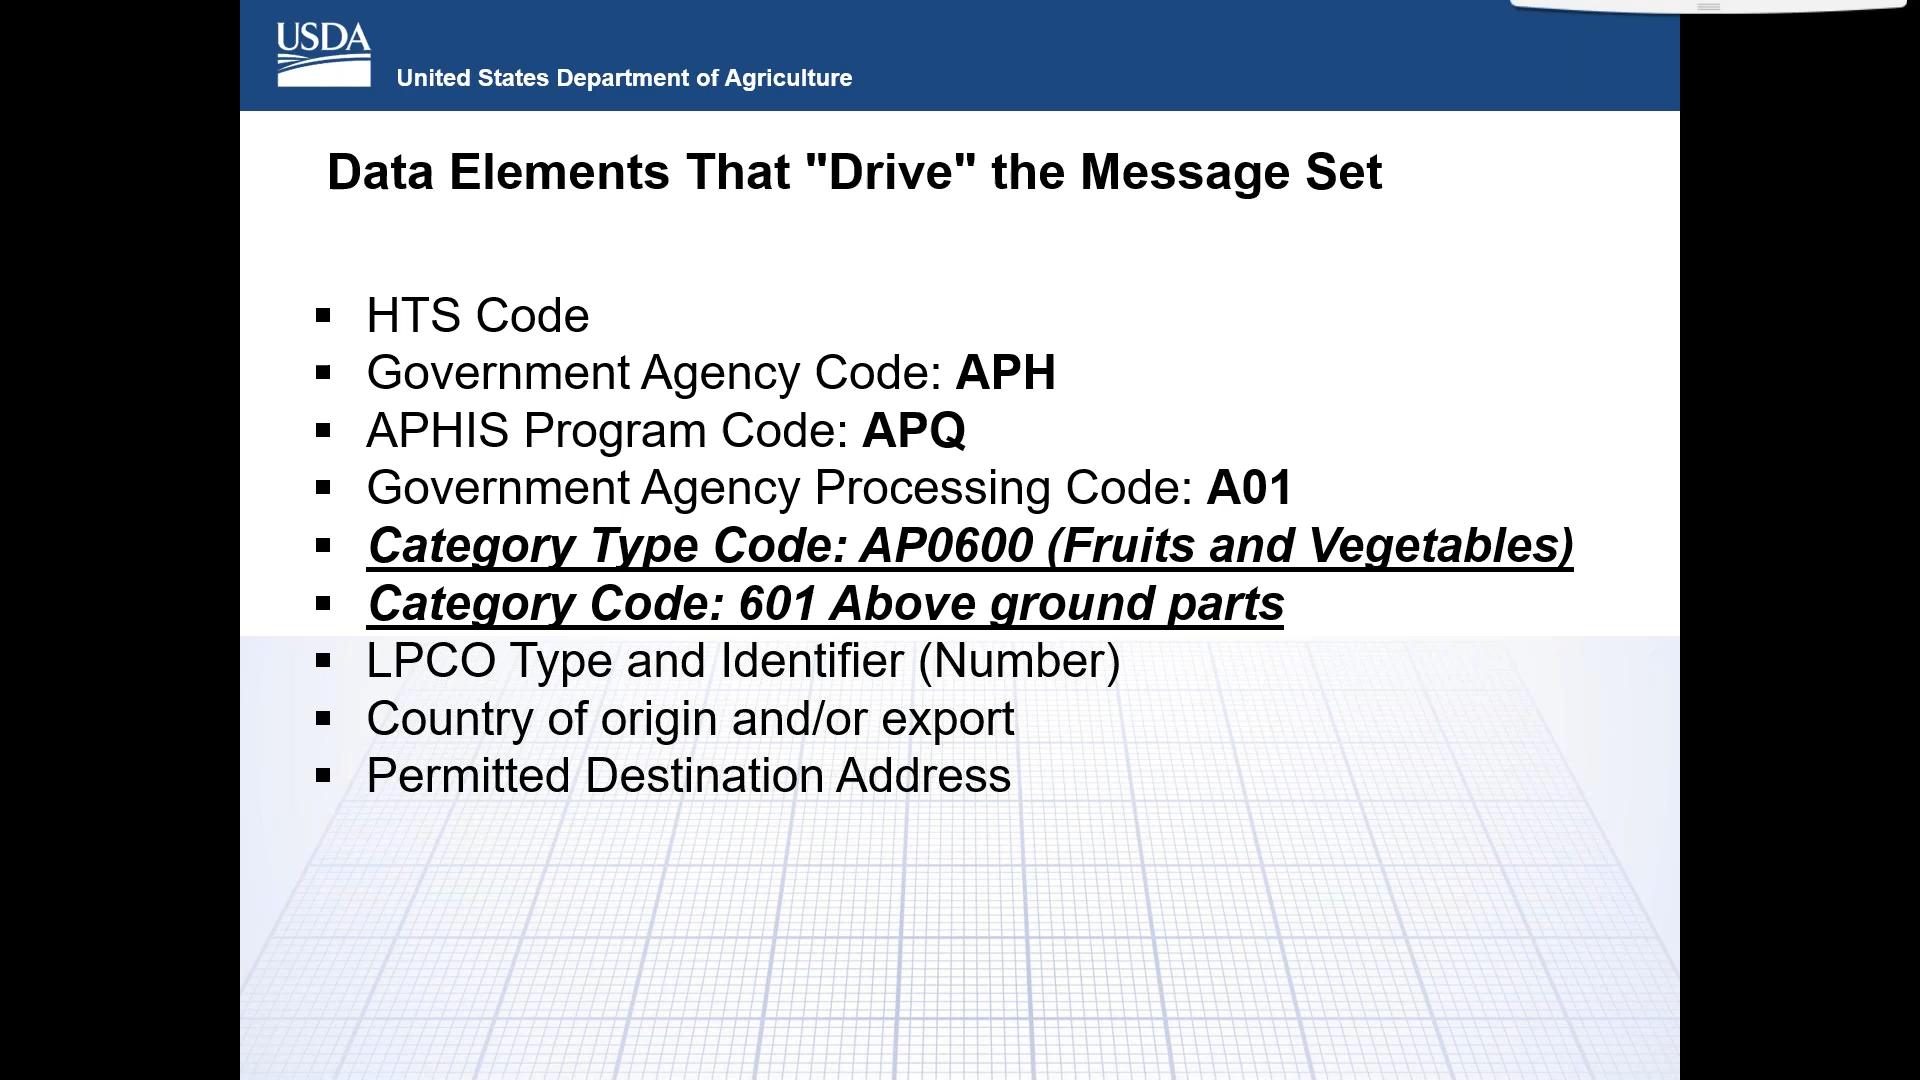 USDA
United States Department of Agriculture
Data Elements That "Drive" the Message Set
▪ HTS Code
▪ Government Agency Code: APH
▪ APHIS Program Code: APQ
▪ Government Agency Processing Code: A01
▪ Category Type Code: AP0600 (Fruits and Vegetables)
▪ Category Code: 601 Above ground parts
▪ LPCO Type and Identifier (Number)
▪ Country of origin and/or export
▪ Permitted Destination Address